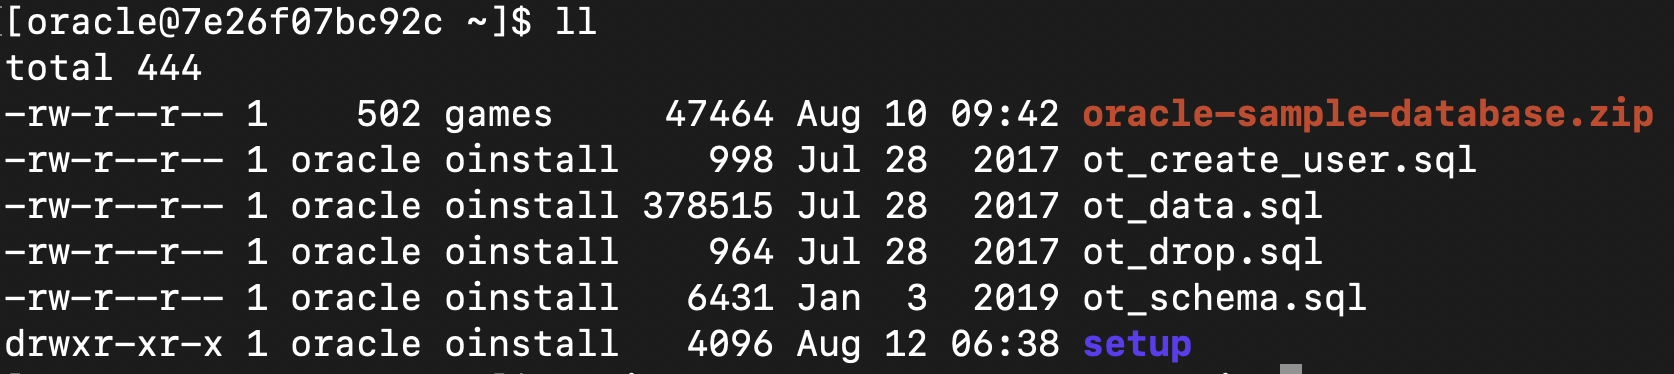 [oracle@7e26f07bc92c ~]$ ll
total 444
-rw-r--r-- 1    502 games     47464 Aug 10 09:42 oracle-sample-database.zip
-rw-r--r-- 1 oracle oinstall    998 Jul 28  2017 ot_create_user.sql
-rw-r--r-- 1 oracle oinstall 378515 Jul 28  2017 ot_data.sql
-rw-r--r-- 1 oracle oinstall    964 Jul 28  2017 ot_drop.sql
-rw-r--r-- 1 oracle oinstall   6431 Jan  3  2019 ot_schema.sql
drwxr-xr-x 1 oracle oinstall   4096 Aug 12 06:38 setup